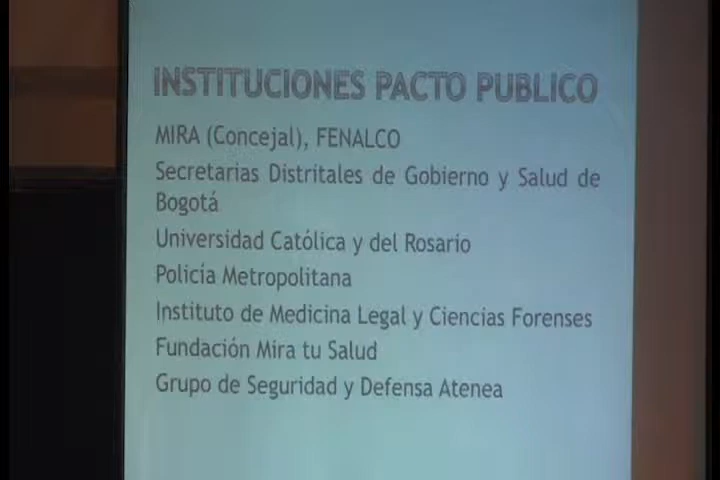 INSTITUCIONES PACTO PUBLICO
MIRA (Concejal), FENALCO
Secretarias Distritales de Gobierno y Salud de
Bogotá
Universidad Católica y del Rosario
Policía Metropolitana
Instituto de Medicina Legal y Ciencias Forenses
Fundación Mira tu Salud
Grupo de Seguridad y Defensa Atenea